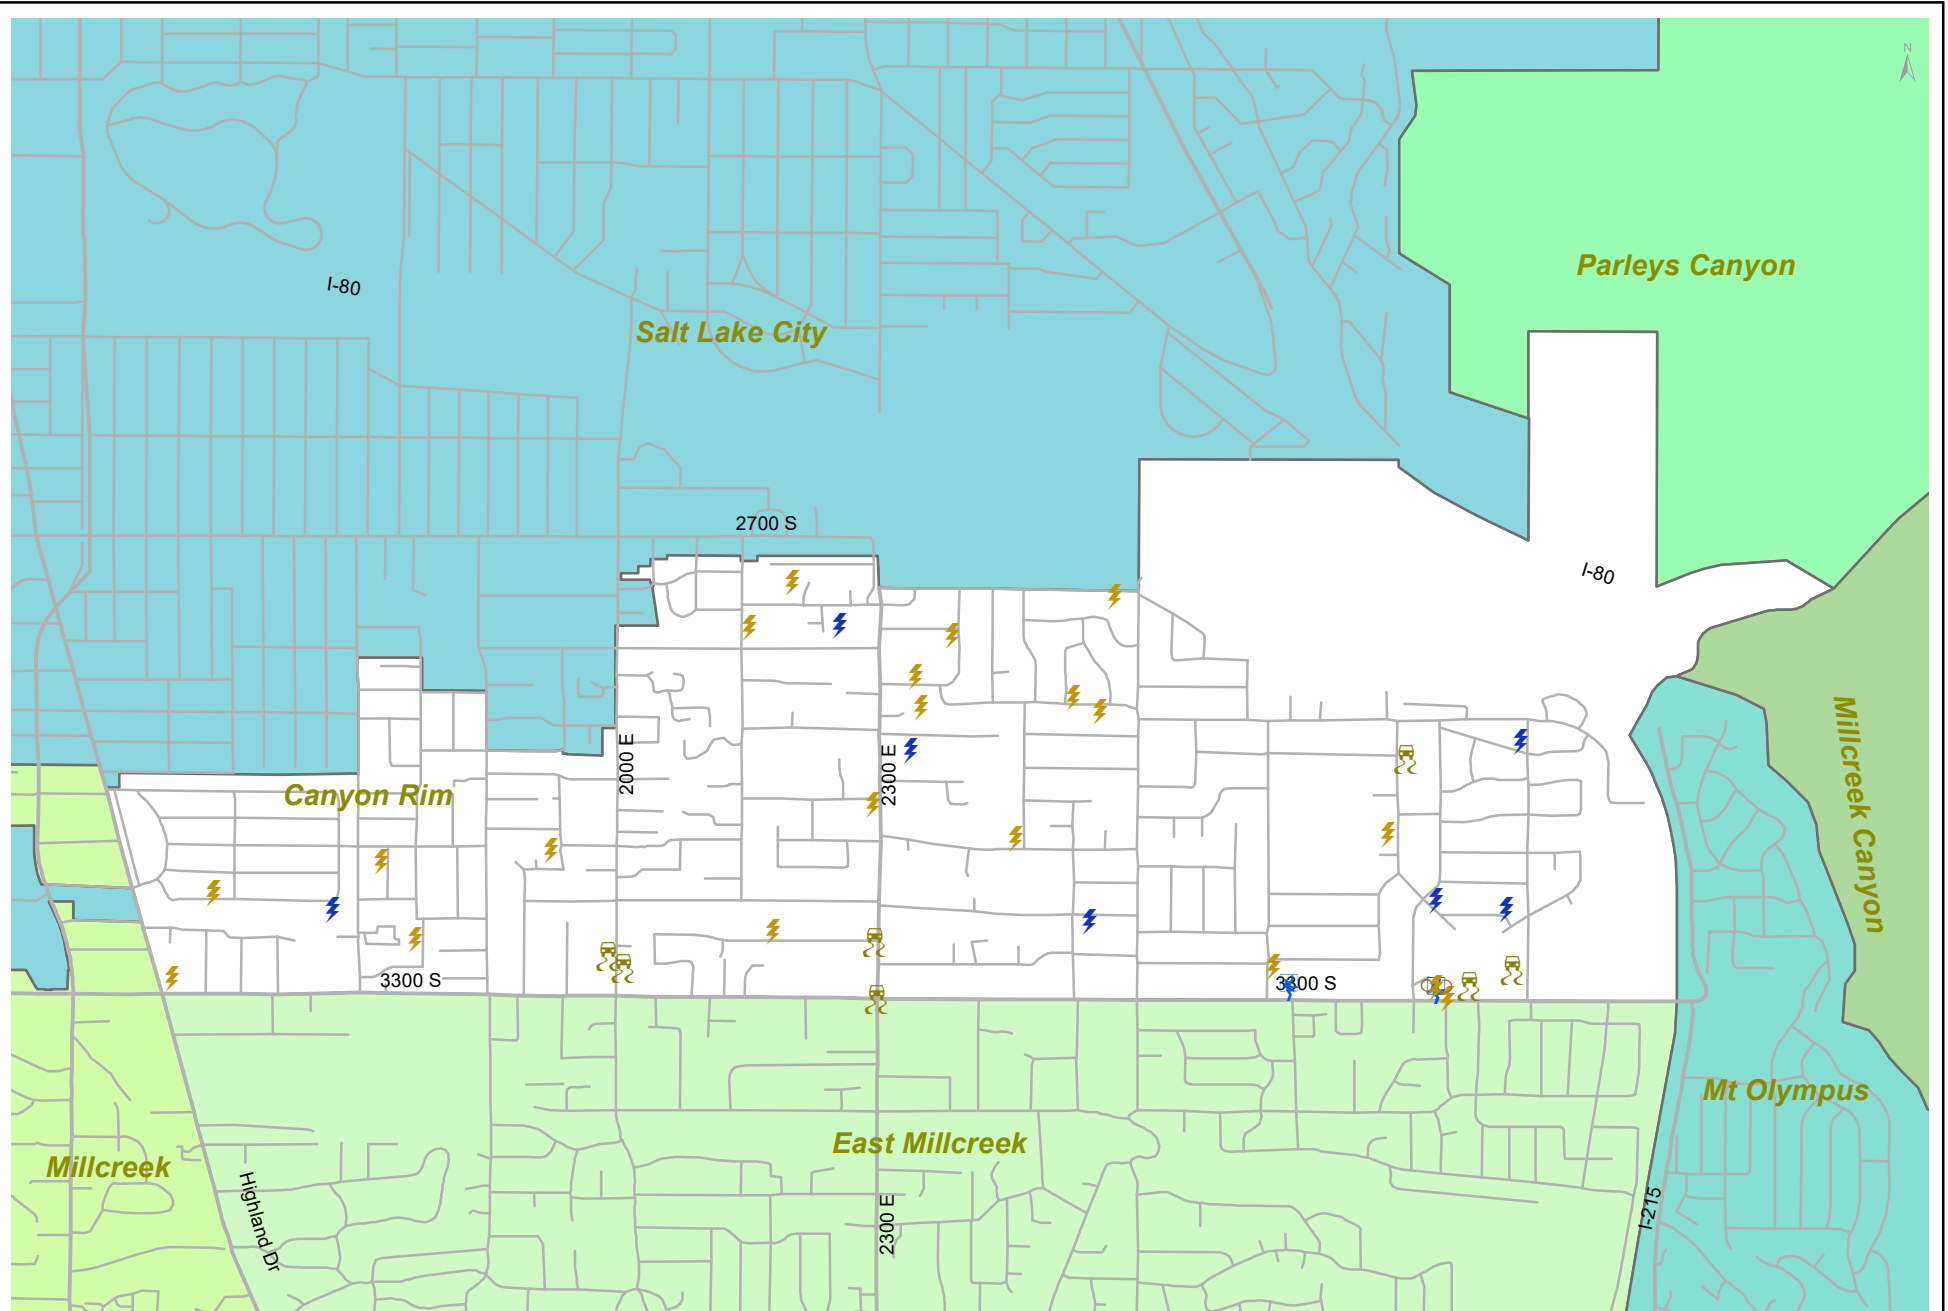 N
Parleys Canyon
I-80
Salt Lake City
2700 S
I-80
Millcreek Canyon
2000 E
2300 E
Canyon Rim
3300 S
3300 S
Mt Olympus
East Millcreek
Millcreek
Highland Dr
2300 E
I-215